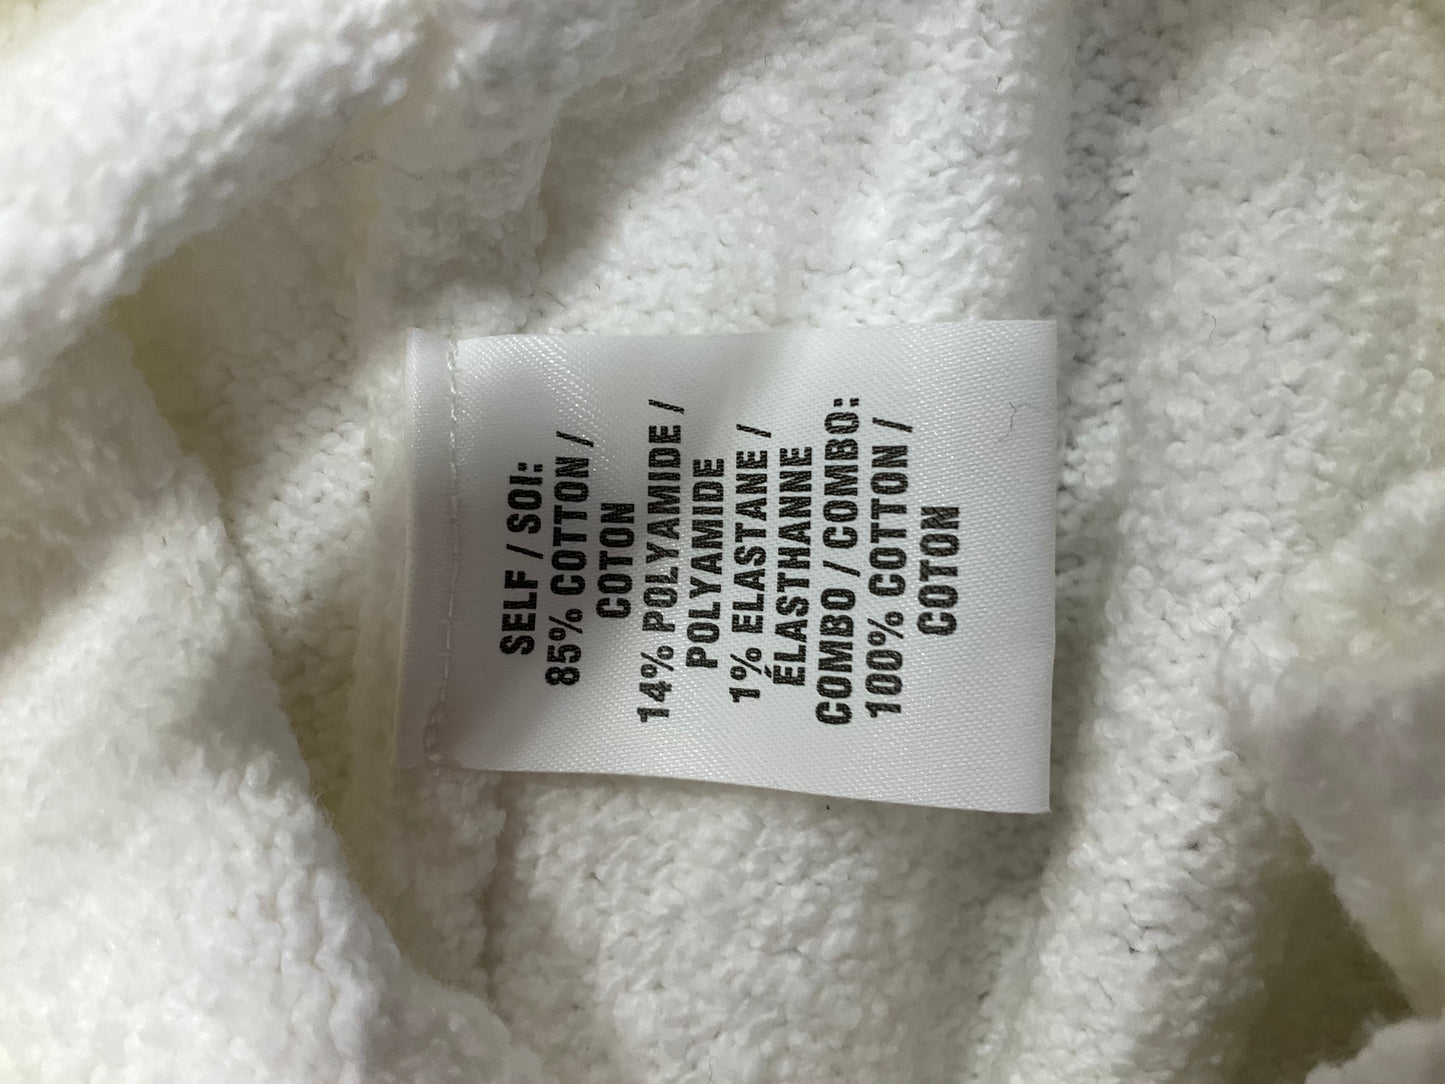 SELF / SOI:
85% COTTON /
COTON
14% POLYAMIDE /
POLYAMIDE
1% ELASTANE /
ÉLASTHANNE
COMBO / COMBO:
100% COTTON /
COTON